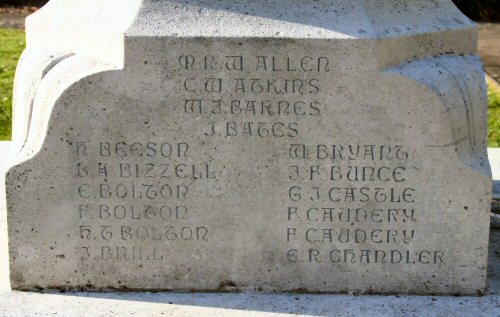 M.R.W. ALLEN
C.W. ATKINS
W.J. BARNES
J. BATES
H. BEESON
B.A. BIZZELL
E. BOLTON
F. BOLTON
H.T. BOLTON
J. BRILL
W. BRYANT
J.F. BUNCE
G.J. CASTLE
F. CAUDERY
F. CAUDERY
E.R. CHANDLER